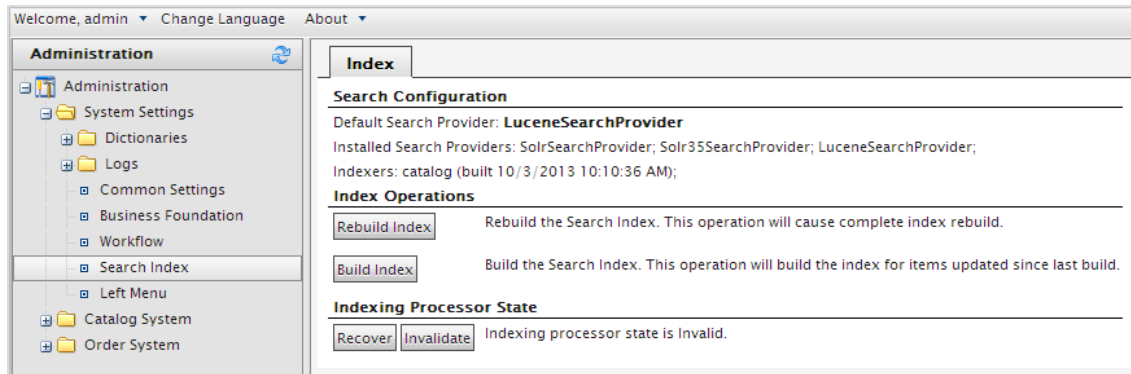 Welcome, admin Change Language About
Administration
Administration
System Settings
Dictionaries
Logs
Common Settings
Business Foundation
Workflow
Search Index
Left Menu
Catalog System
Order System
Index
Search Configuration
Default Search Provider: LuceneSearchProvider
Installed Search Providers: SolrSearchProvider; Solr35SearchProvider; LuceneSearchProvider;
Indexers: catalog (built 10/3/2013 10:10:36 AM);
Index Operations
Rebuild Index Rebuild the Search Index. This operation will cause complete index rebuild.
Build Index Build the Search Index. This operation will build the index for items updated since last build.
Indexing Processor State
Recover Invalidate Indexing processor state is Invalid.